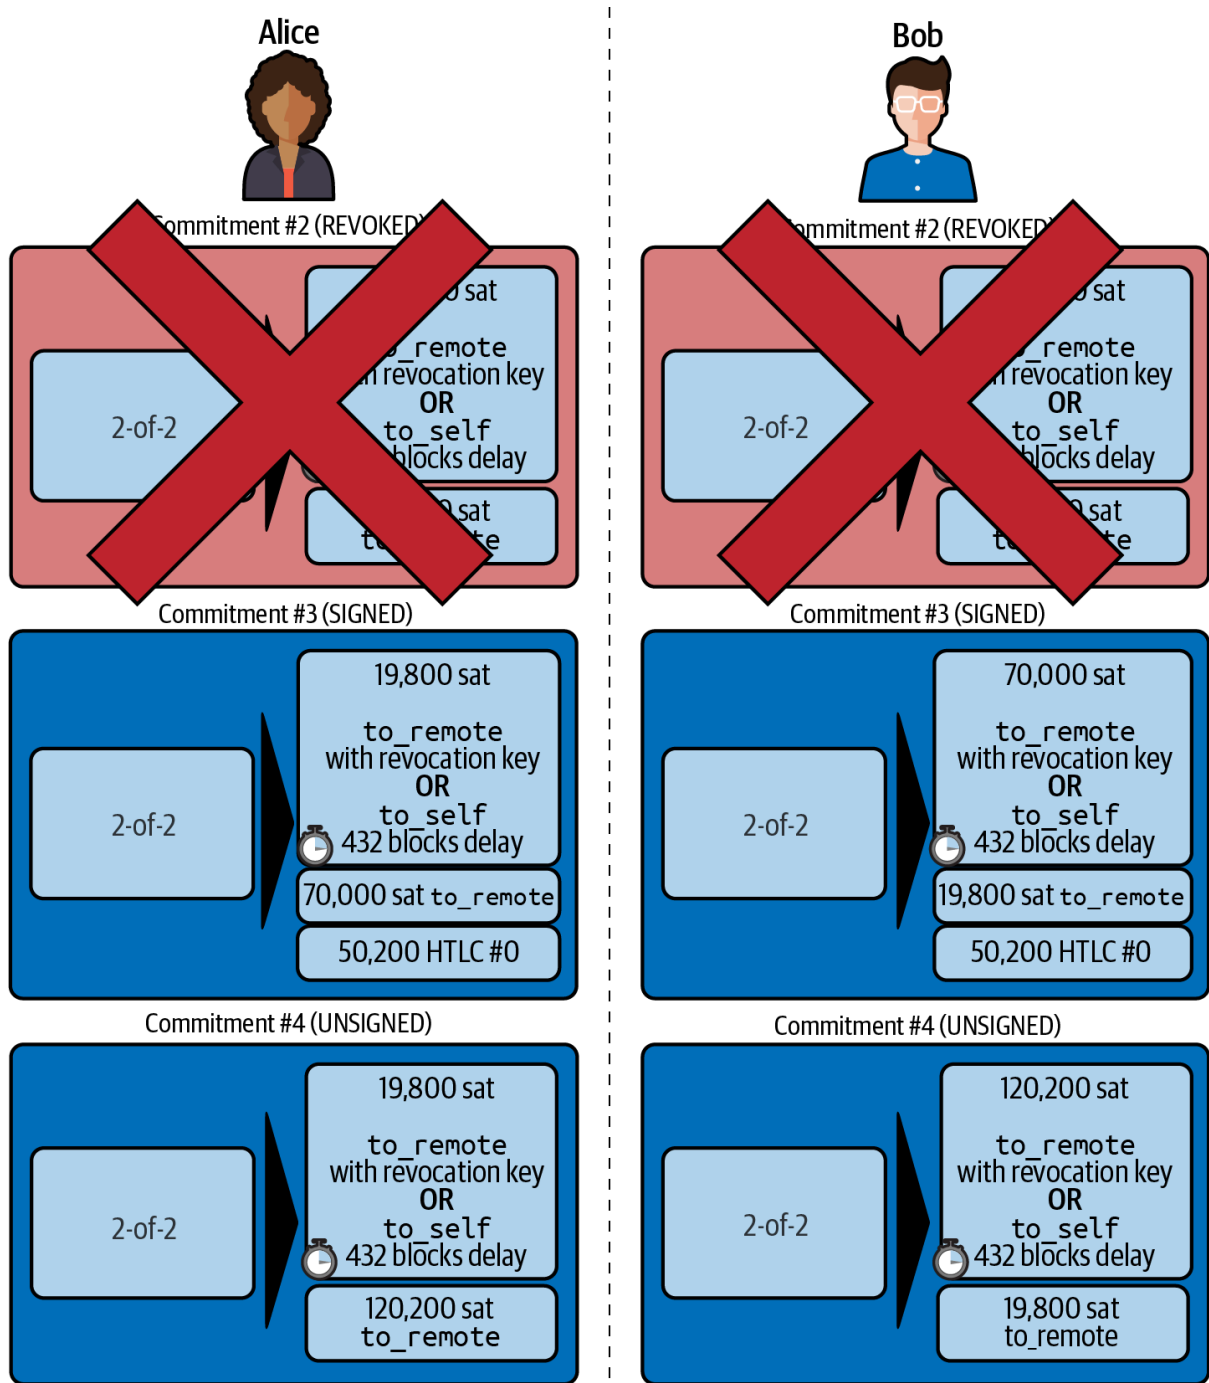 Alice
Bob
Commitment #2 (REVOKED)
sat
remote
revocation key
OR
to_self
blocks delay
2-of-2
sat
Commitment #2 (REVOKED)
sat
remote
revocation key
OR
to_self
blocks delay
2-of-2
sat
Commitment #3 (SIGNED)
19,800 sat
to_remote
with revocation key
OR
to_self
432 blocks delay
2-of-2
70,000 sat to_remote
50,200 HTLC #0
Commitment #3 (SIGNED)
70,000 sat
to_remote
with revocation key
OR
to_self
432 blocks delay
2-of-2
19,800 sat to_remote
50,200 HTLC #0
Commitment #4 (UNSIGNED)
19,800 sat
to_remote
with revocation key
OR
to_self
432 blocks delay
2-of-2
120,200 sat
to_remote
Commitment #4 (UNSIGNED)
120,200 sat
to_remote
with revocation key
OR
to_self
432 blocks delay
2-of-2
19,800 sat
to_remote